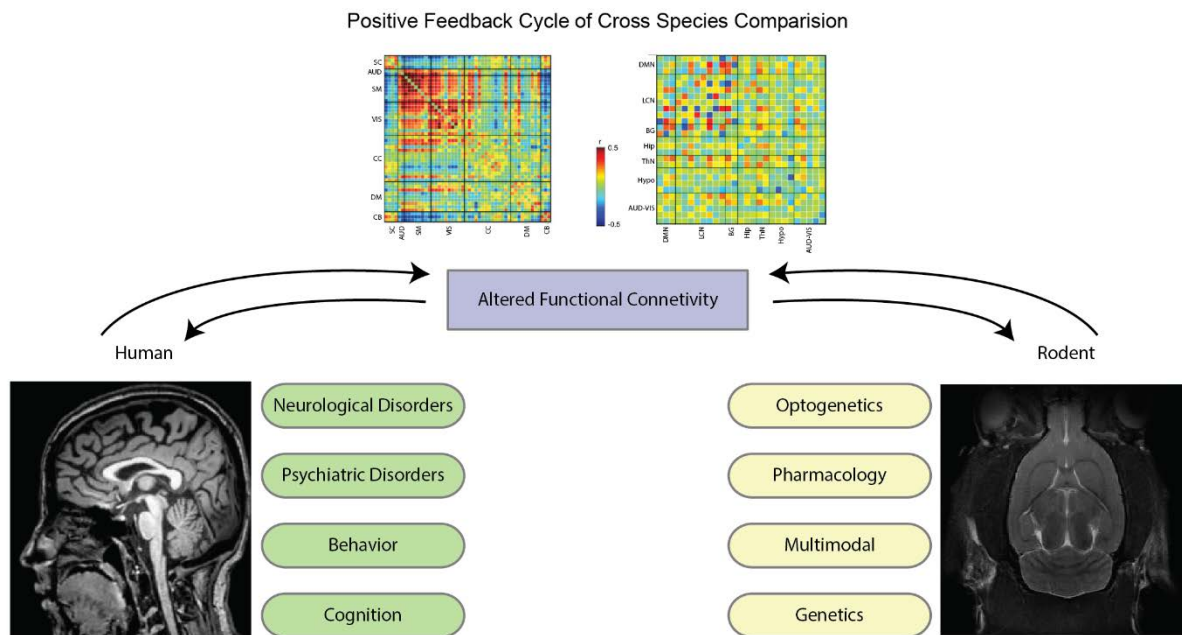 Positive Feedback Cycle of Cross Species Comparision
SC
AUD
SM
VIS
CC
DM
CB
SC
AUD
SM
VIS
CC
DM
CB
r
0.5
-0.5
DMN
LCN
BG
Hip
ThN
Hypo
AUD-VIS
DMN
LCN
BG
Hip
ThN
Hypo
AUD-VIS
Altered Functional Connetivity
Human
Rodent
Neurological Disorders
Psychiatric Disorders
Behavior
Cognition
Optogenetics
Pharmacology
Multimodal
Genetics